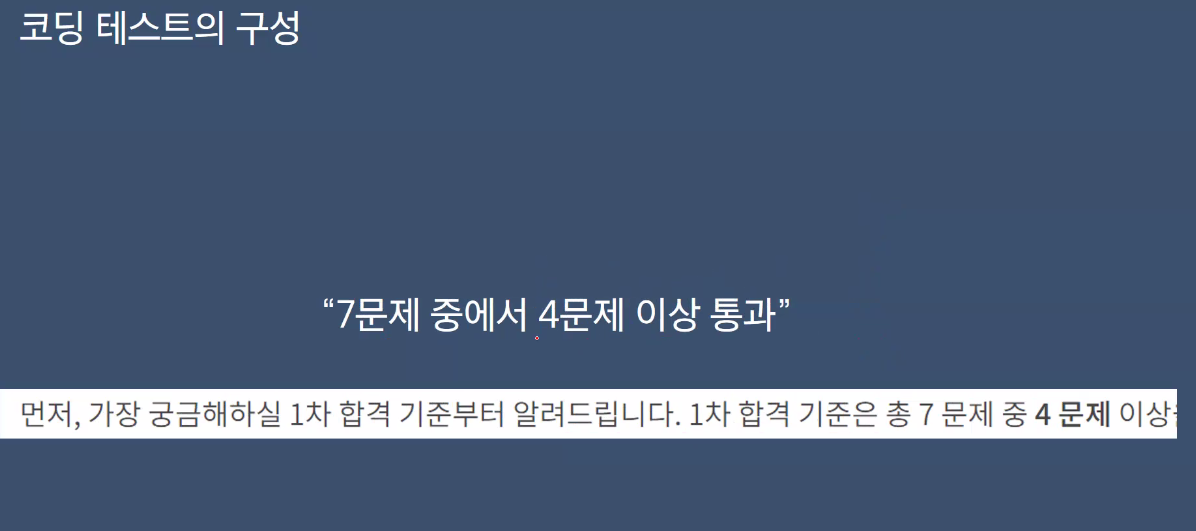 코딩 테스트의 구성
“7문제 중에서 4문제 이상 통과”
먼저, 가장 궁금해하실 1차 합격 기준부터 알려드립니다. 1차 합격 기준은 총 7 문제 중 4 문제 이상